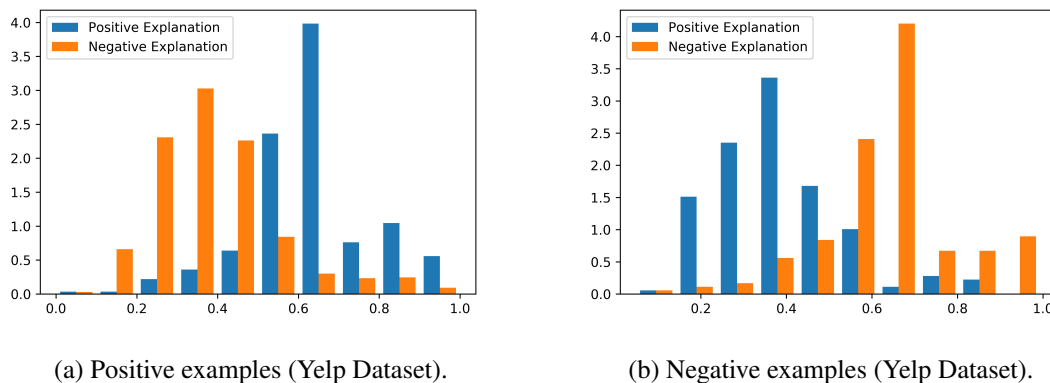 Positive Explanation
Negative Explanation
4.0
3.5
3.0
2.5
2.0
1.5
1.0
0.5
0.0
0.0 0.2 0.4 0.6 0.8 1.0
(a) Positive examples (Yelp Dataset).
Positive Explanation
Negative Explanation
4.0
3.5
3.0
2.5
2.0
1.5
1.0
0.5
0.0
0.2 0.4 0.6 0.8 1.0
(b) Negative examples (Yelp Dataset).